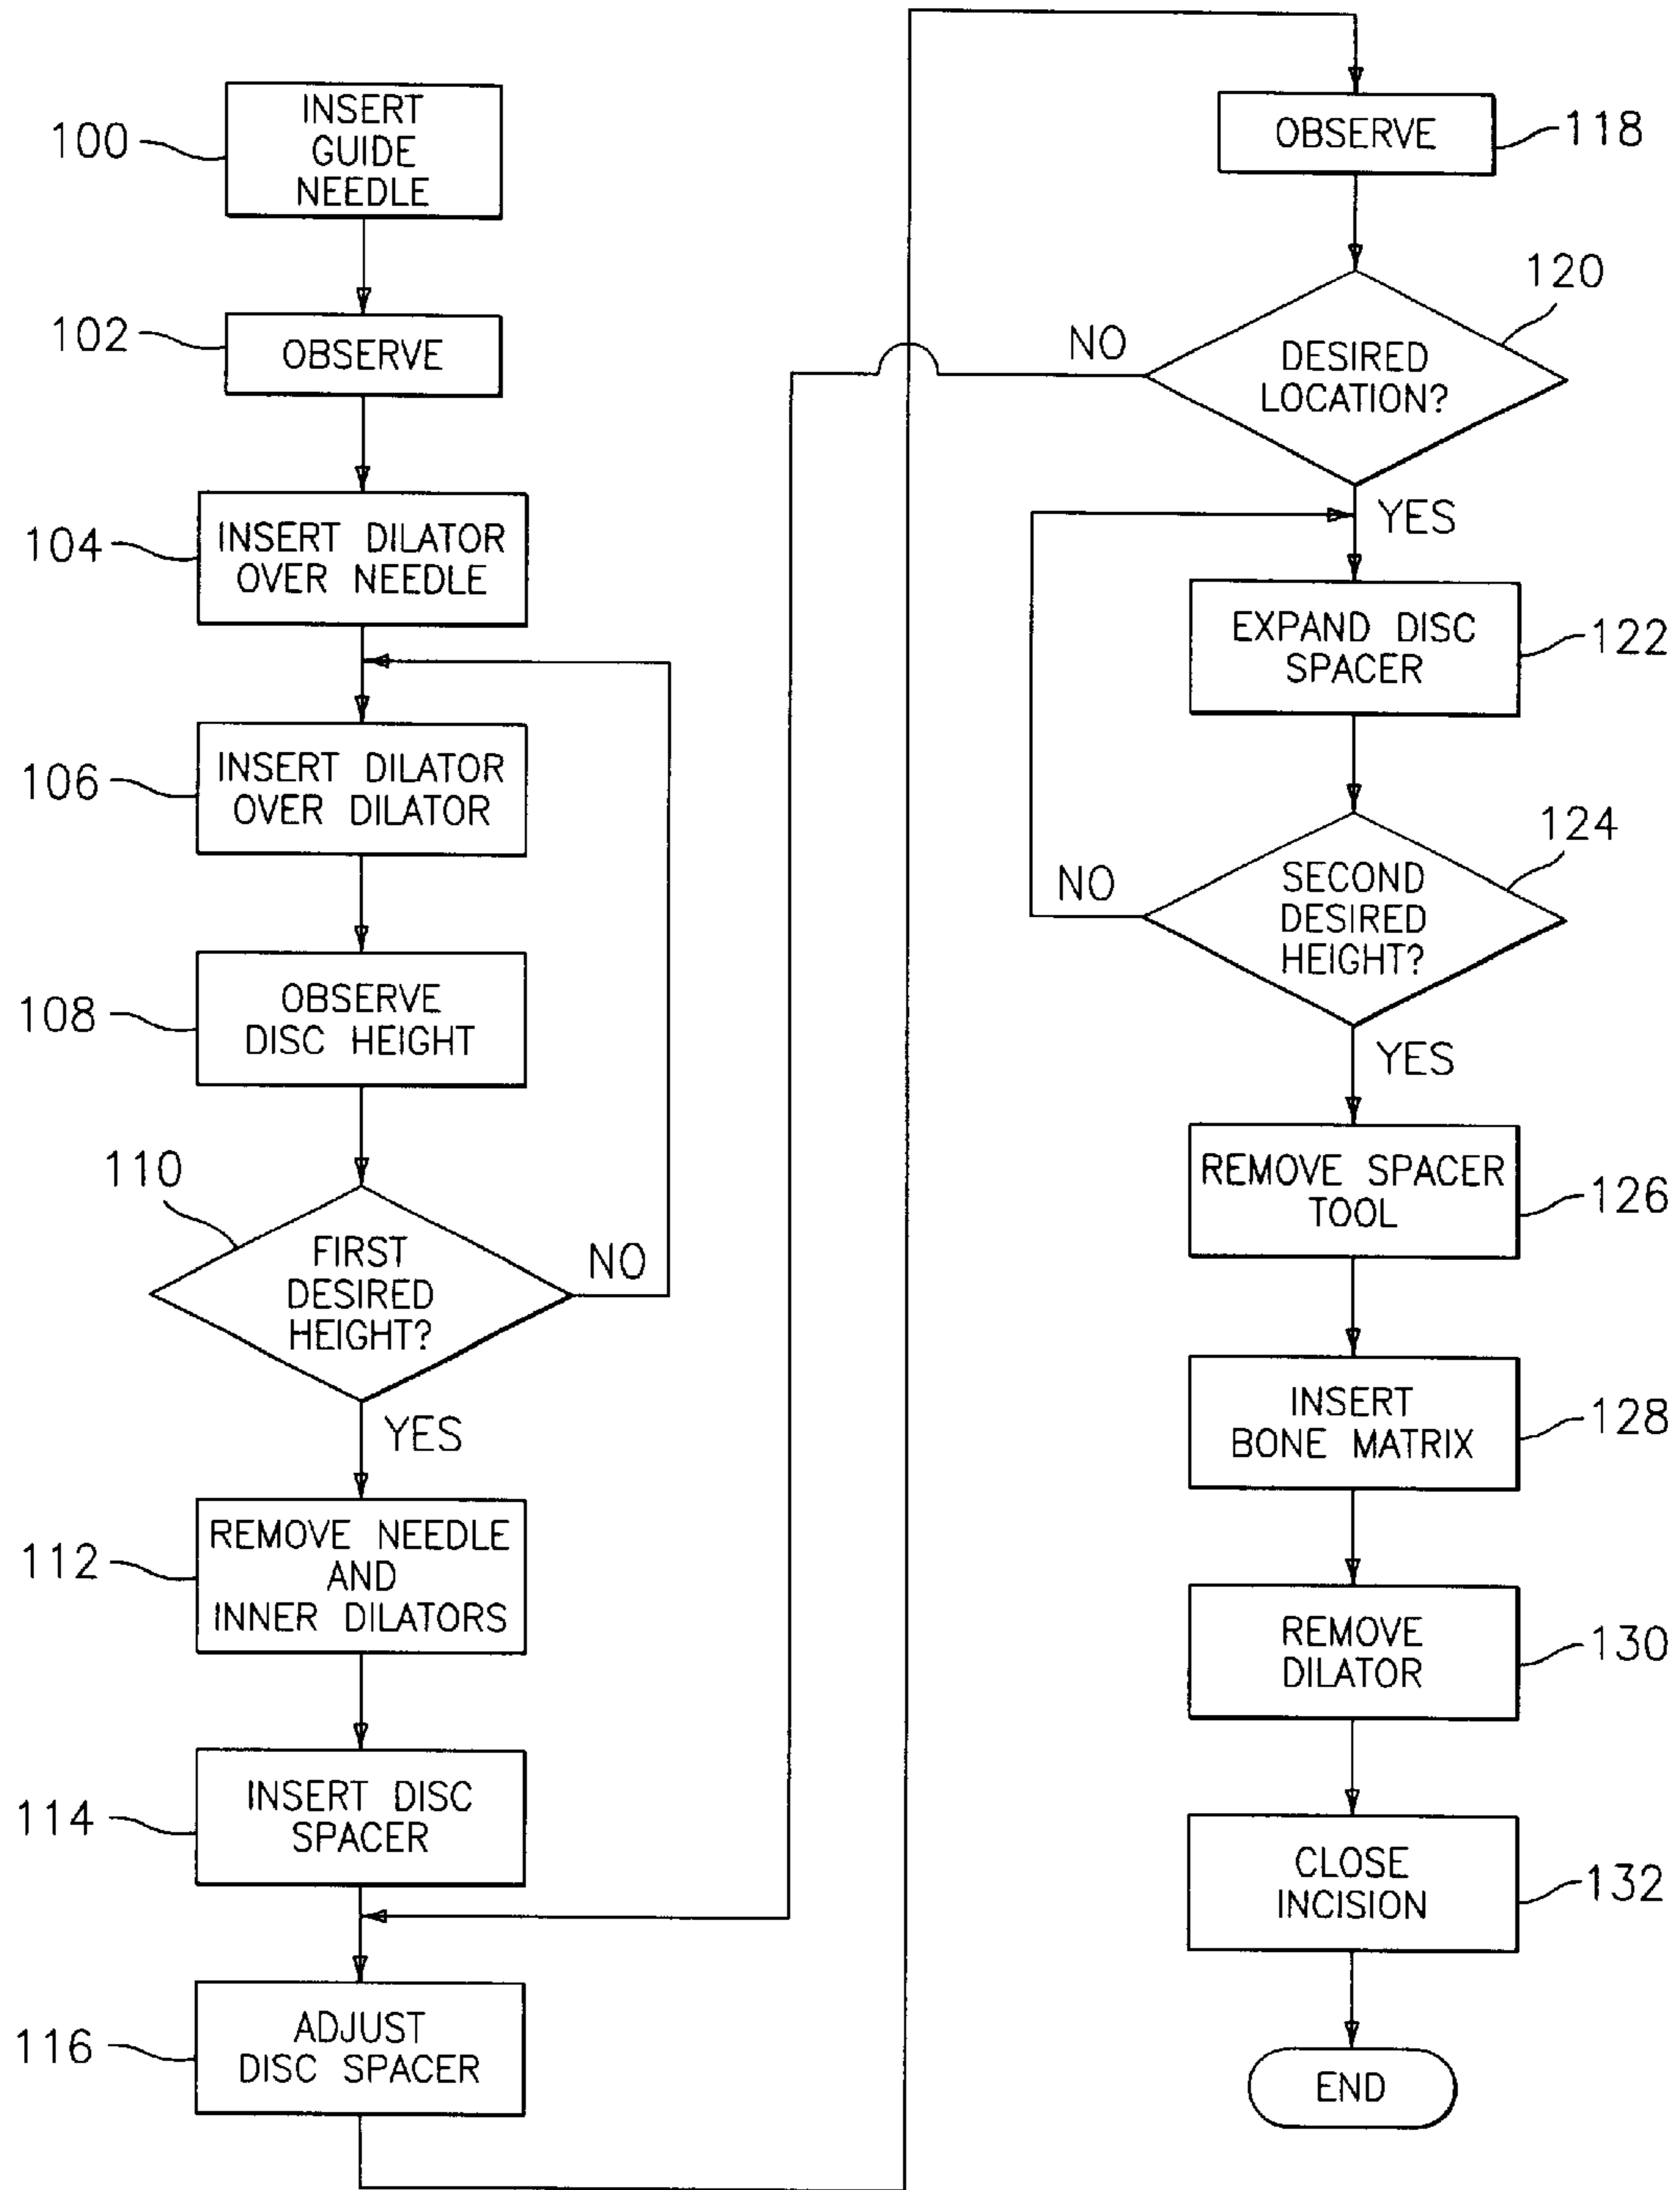 100
INSERT
GUIDE
NEEDLE
102
OBSERVE
104
INSERT DILATOR
OVER NEEDLE
106
INSERT DILATOR
OVER DILATOR
108
OBSERVE
DISC HEIGHT
110
FIRST
DESIRED
HEIGHT?
NO
YES
112
REMOVE NEEDLE
AND
INNER DILATORS
114
INSERT DISC
SPACER
116
ADJUST
DISC SPACER
OBSERVE
118
120
DESIRED
LOCATION?
NO
YES
EXPAND DISC
SPACER
122
124
SECOND
DESIRED
HEIGHT?
NO
YES
REMOVE SPACER
TOOL
126
INSERT
BONE MATRIX
128
REMOVE
DILATOR
130
CLOSE
INCISION
132
END